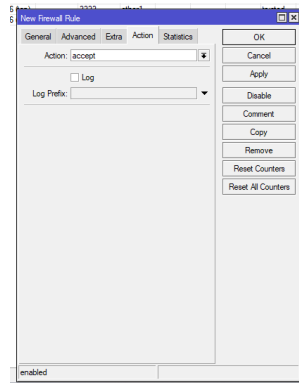 New Firewall Rule
General Advanced Extra Action Statistics
OK
Action: accept
Cancel
Log
Apply
Log Prefix:
Disable
Comment
Copy
Remove
Reset Counters
Reset All Counters
enabled